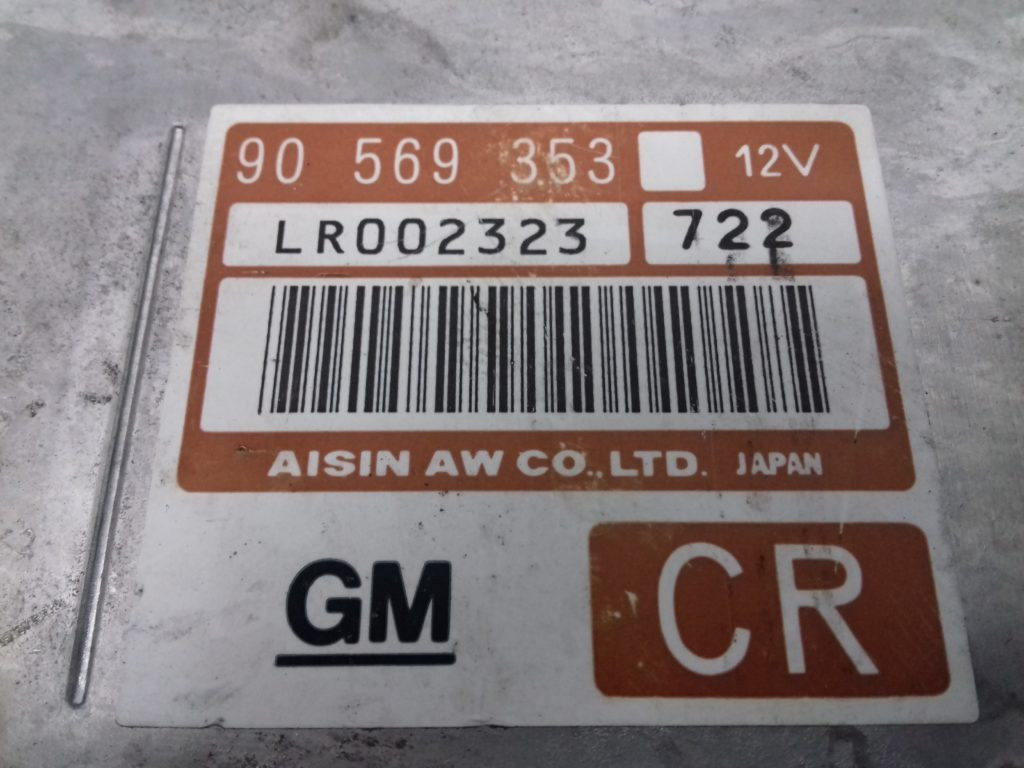 90 569 353 12V
LR002323 722
AISIN AW CO.,LTD. JAPAN
GM CR